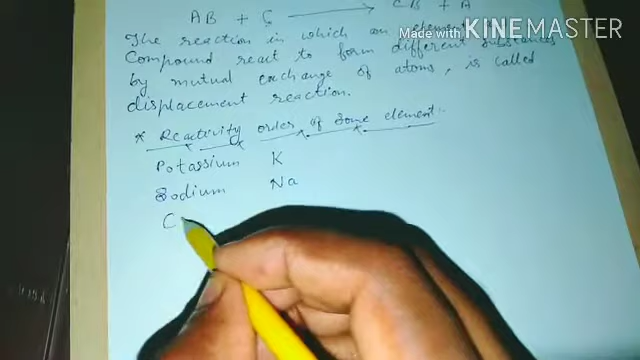 AB + C → CB + A
Made with KINEMASTER
The reaction in which an element
Compound react to form different substances
by mutual exchange of atoms, is called
displacement reaction.
* Reactivity order of Some element:-
Potassium K
Sodium Na
C